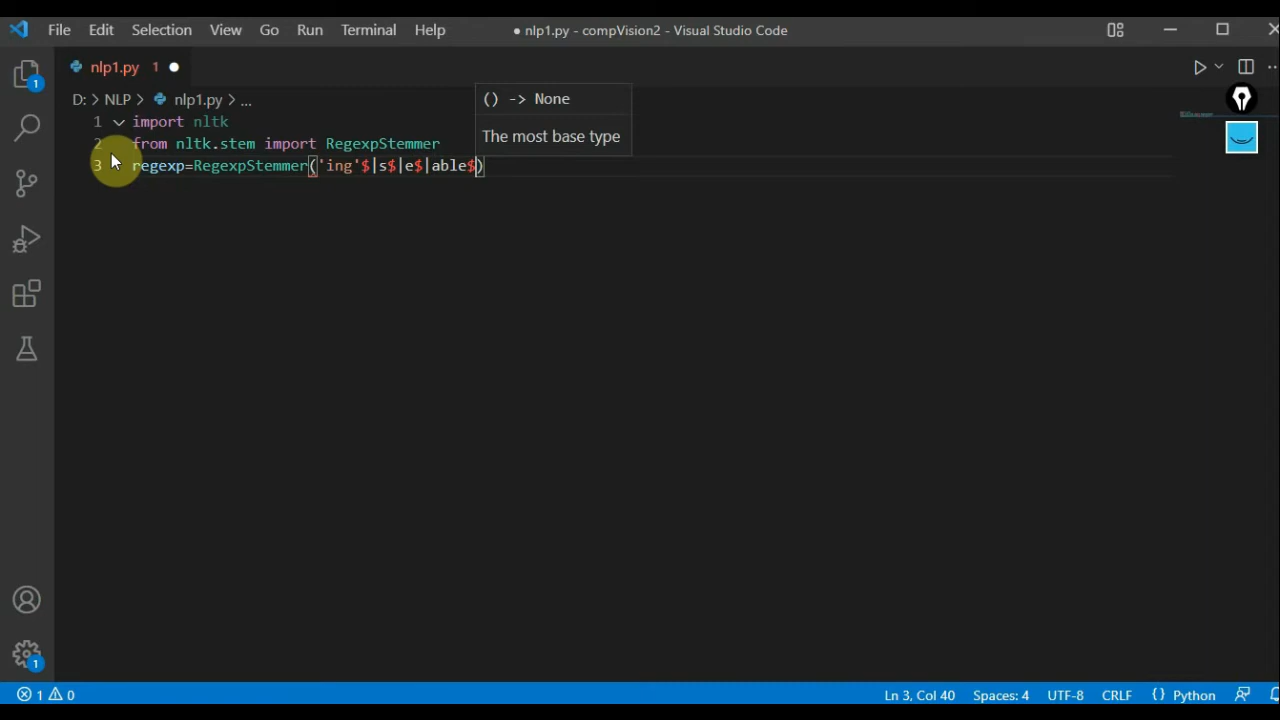 File Edit Selection View Go Run Terminal Help
● nlp1.py - compVision2 - Visual Studio Code
nlp1.py 1
D: > NLP > nlp1.py > ...
() -> None
The most base type
1 import nltk
2 from nltk.stem import RegexpStemmer
3 regexp=RegexpStemmer('ing'$|s$|e$|able$)
1
1
1 0
Ln 3, Col 40 Spaces: 4 UTF-8 CRLF {} Python